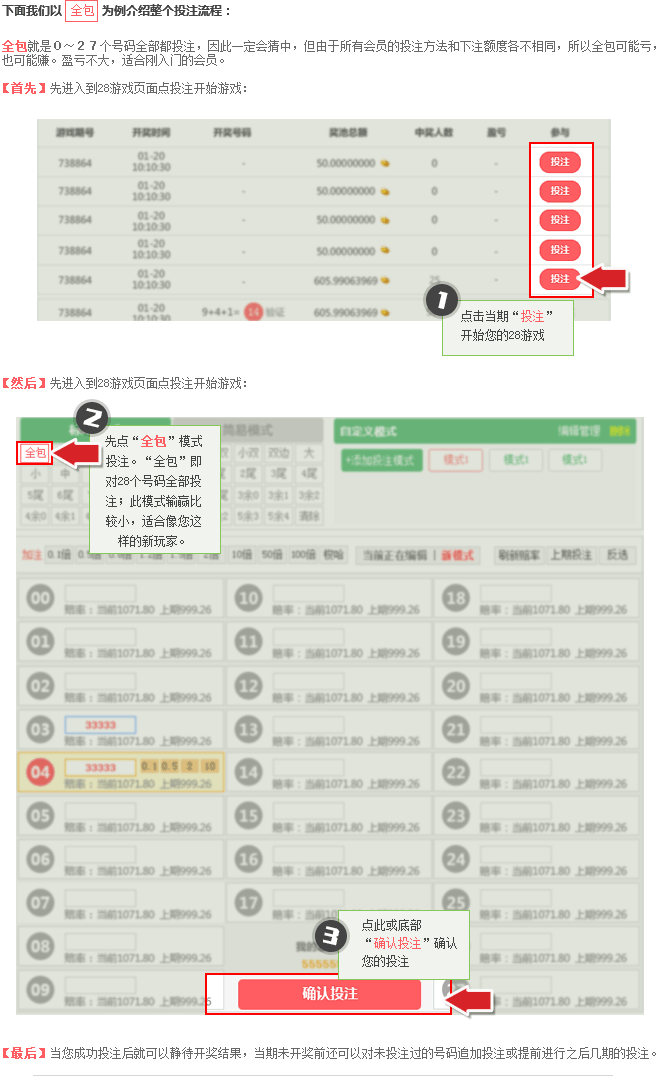 下面我们以 全包 为例介绍整个投注流程：
全包就是０～２７个号码全部都投注，因此一定会猜中，但由于所有会员的投注方法和下注额度各不相同，所以全包可能亏，
也可能赚。盈亏不大，适合刚入门的会员。
【首先】先进入到28游戏页面点投注开始游戏：
游戏期号 开奖时间 开奖号码 奖池总额 中奖人数 盈亏 参与
738864 01-20 10:10:30 - 50.00000000 0 - 投注
738864 01-20 10:10:30 - 50.00000000 0 - 投注
738864 01-20 10:10:30 - 50.00000000 0 - 投注
738864 01-20 10:10:30 - 50.00000000 0 - 投注
738864 01-20 10:10:30 - 605.99063969 25 - 投注
738864 01-20 10:10:30 9+4+1= 14 验证 605.99063969
1
点击当期“投注”
开始您的28游戏
【然后】先进入到28游戏页面点投注开始游戏：
简易模式 自定义模式 编辑管理 删除
2
先点“全包”模式
投注。“全包”即
对28个号码全部投
注；此模式输赢比
较小，适合像您这
样的新玩家。
全包 小双 双边 大 +添加投注模式 模式1 模式1 模式1
小 中 2尾 3尾 4尾
5尾 6尾 3余0 3余1 3余2
4余0 4余1 5余3 5余4 清除
加注 0.1倍 10倍 50倍 100倍 梭哈 当前正在编辑 | 新模式 刷新赔率 上期投注 反选
00 赔率：当前1071.80 上期999.26 10 赔率：当前1071.80 上期999.26 18 赔率：当前1071.80 上期999.26
01 赔率：当前1071.80 上期999.26 11 赔率：当前1071.80 上期999.26 19 赔率：当前1071.80 上期999.26
02 赔率：当前1071.80 上期999.26 12 赔率：当前1071.80 上期999.26 20 赔率：当前1071.80 上期999.26
03 33333 赔率：当前1071.80 上期999.26 13 赔率：当前1071.80 上期999.26 21 赔率：当前1071.80 上期999.26
04 33333 0.1 0.5 2 10 赔率：当前1071.80 上期999.26 14 赔率：当前1071.80 上期999.26 22 赔率：当前1071.80 上期999.26
05 赔率：当前1071.80 上期999.26 15 赔率：当前1071.80 上期999.26 23 赔率：当前1071.80 上期999.26
06 赔率：当前1071.80 上期999.26 16 赔率：当前1071.80 上期999.26 24 赔率：当前1071.80 上期999.26
07 赔率：当前1071.80 上期999.26 17 赔率：当前1071.80 25 上期999.26
3
点此或底部
“确认投注”确认
您的投注
08 赔率：当前1071.80 上期999.26 我的 上期999.26
09 赔率：当前1071.80 上期999.26 确认投注 上期999.26
【最后】当您成功投注后就可以静待开奖结果，当期未开奖前还可以对未投注过的号码追加投注或提前进行之后几期的投注。